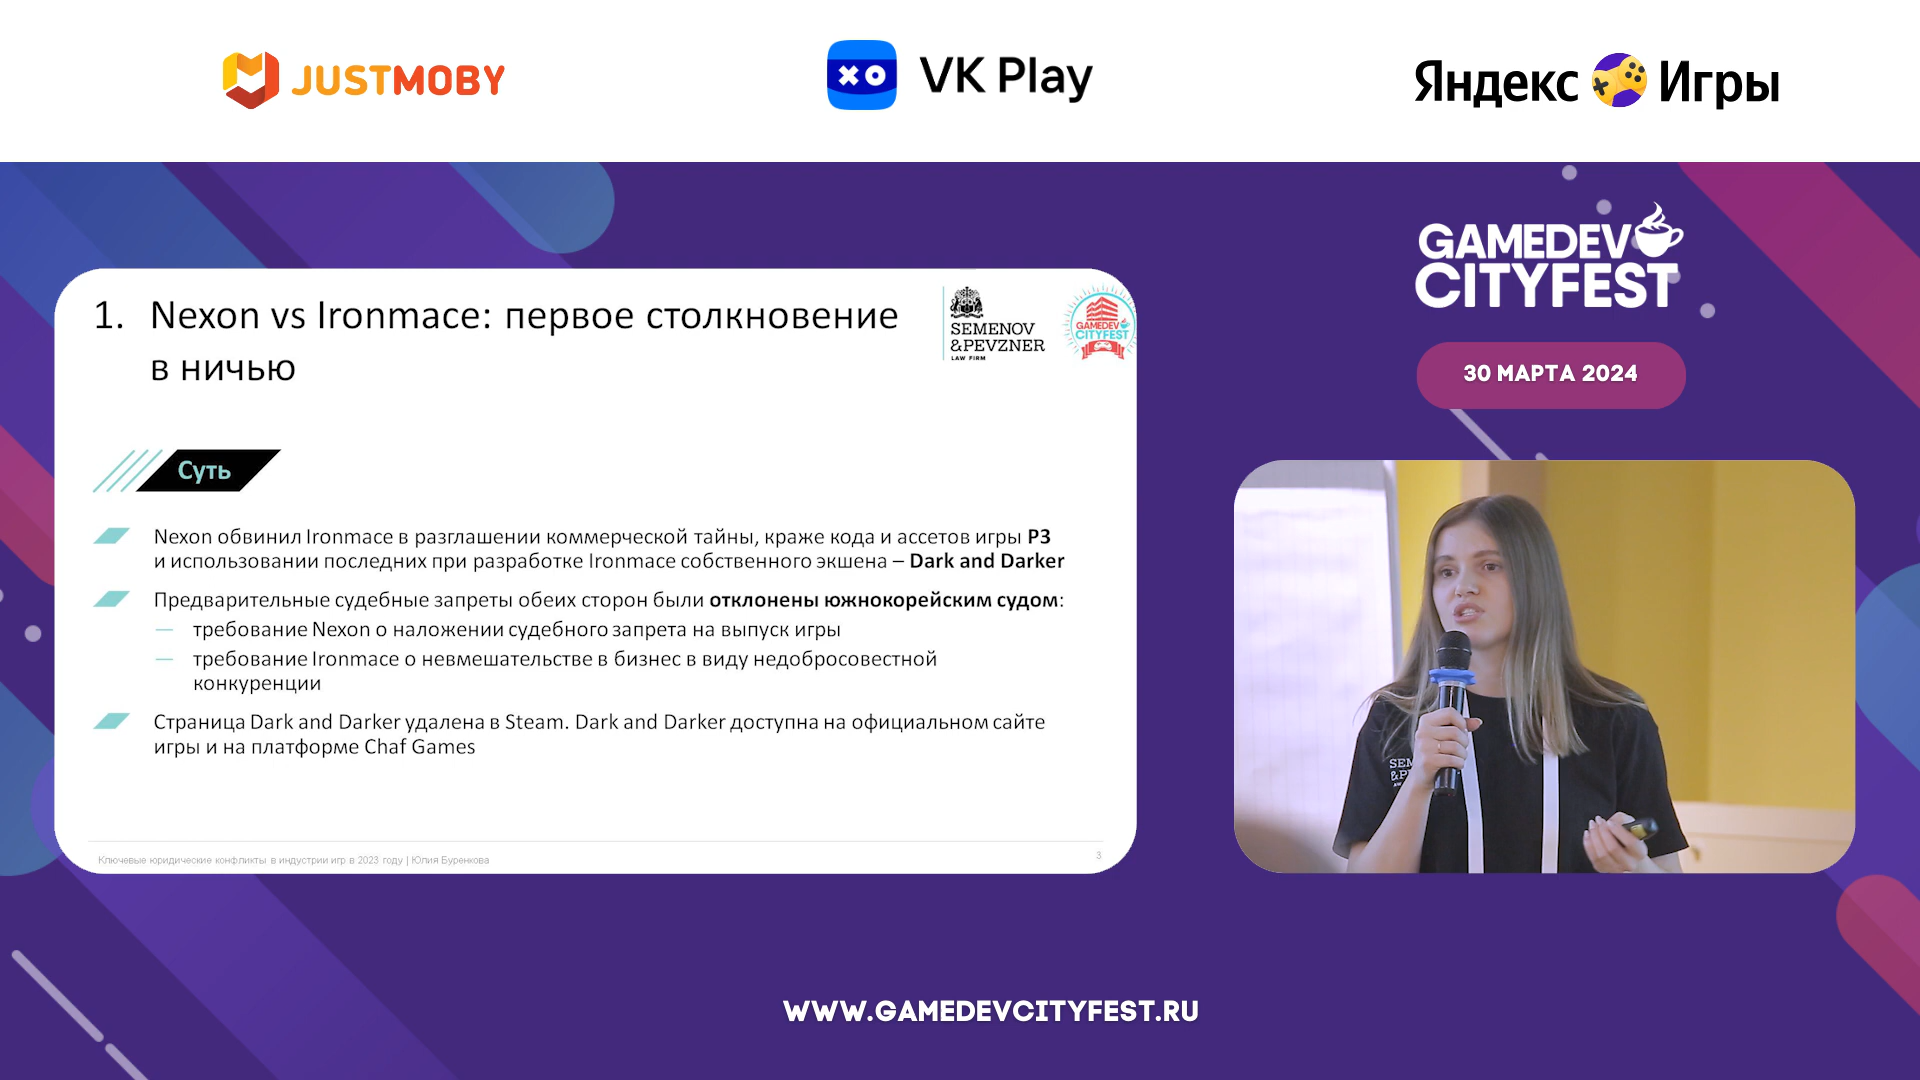 JUSTMOBY
VK Play
Яндекс Игры
GAMEDEV
CITYFEST
30 МАРТА 2024
1. Nexon vs Ironmace: первое столкновение
в ничью
SEMENOV
&PEVZNER
LAW FIRM
GAMEDEV
CITYFEST
Суть
Nexon обвинил Ironmace в разглашении коммерческой тайны, краже кода и ассетов игры P3
и использовании последних при разработке Ironmace собственного экшена – Dark and Darker
Предварительные судебные запреты обеих сторон были отклонены южнокорейским судом:
— требование Nexon о наложении судебного запрета на выпуск игры
— требование Ironmace о невмешательстве в бизнес в виду недобросовестной
конкуренции
Страница Dark and Darker удалена в Steam. Dark and Darker доступна на официальном сайте
игры и на платформе Chaf Games
Ключевые юридические конфликты в индустрии игр в 2023 году | Юлия Буренкова
3
WWW.GAMEDEVCITYFEST.RU